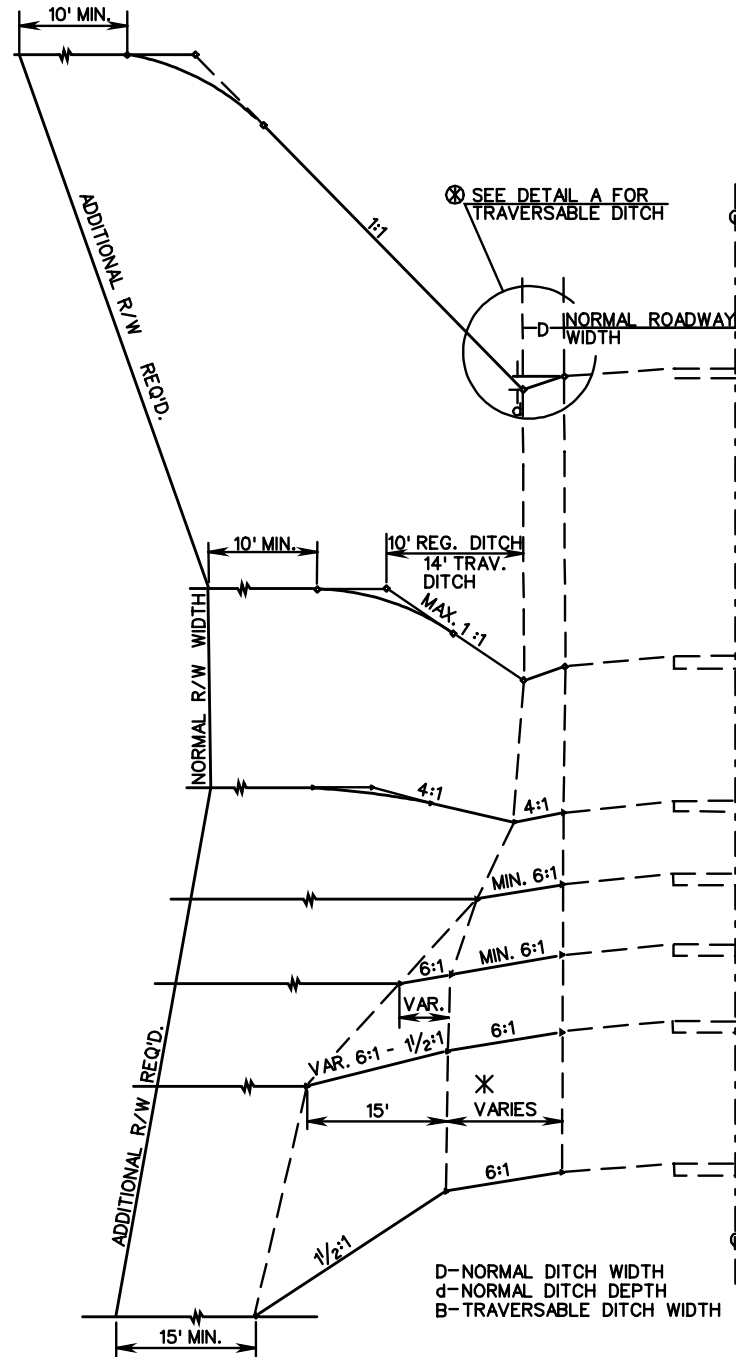 10' MIN.
⊛ SEE DETAIL A FOR
TRAVERSABLE DITCH
1:1
ADDITIONAL R/W REQ'D.
D
NORMAL ROADWAY
WIDTH
d
10' MIN.
10' REG. DITCH
14' TRAV.
DITCH
MAX. 1:1
NORMAL R/W WIDTH
4:1
4:1
MIN. 6:1
6:1
MIN. 6:1
VAR.
VAR. 6:1 - 1½:1
6:1
15'
*
VARIES
ADDITIONAL R/W REQ'D.
6:1
1½:1
D-NORMAL DITCH WIDTH
d-NORMAL DITCH DEPTH
B-TRAVERSABLE DITCH WIDTH
15' MIN.